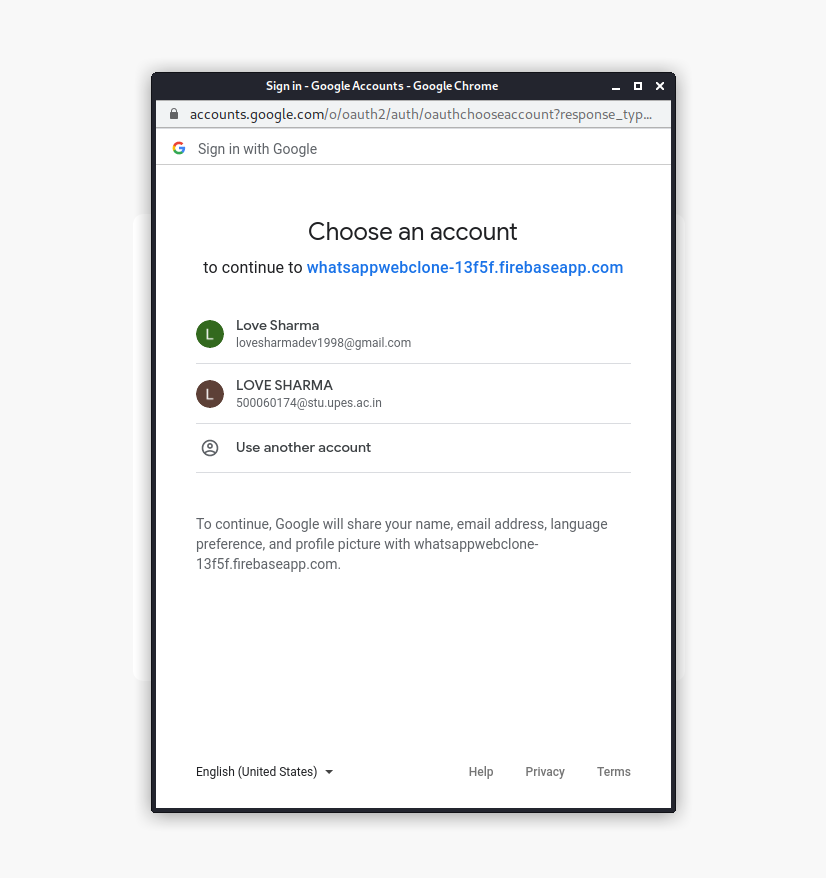 Sign in - Google Accounts - Google Chrome
accounts.google.com/o/oauth2/auth/oauthchooseaccount?response_typ...
Sign in with Google
Choose an account
to continue to whatsappwebclone-13f5f.firebaseapp.com
L
Love Sharma
lovesharmadev1998@gmail.com
L
LOVE SHARMA
500060174@stu.upes.ac.in
Use another account
To continue, Google will share your name, email address, language
preference, and profile picture with whatsappwebclone-
13f5f.firebaseapp.com.
English (United States) Help Privacy Terms